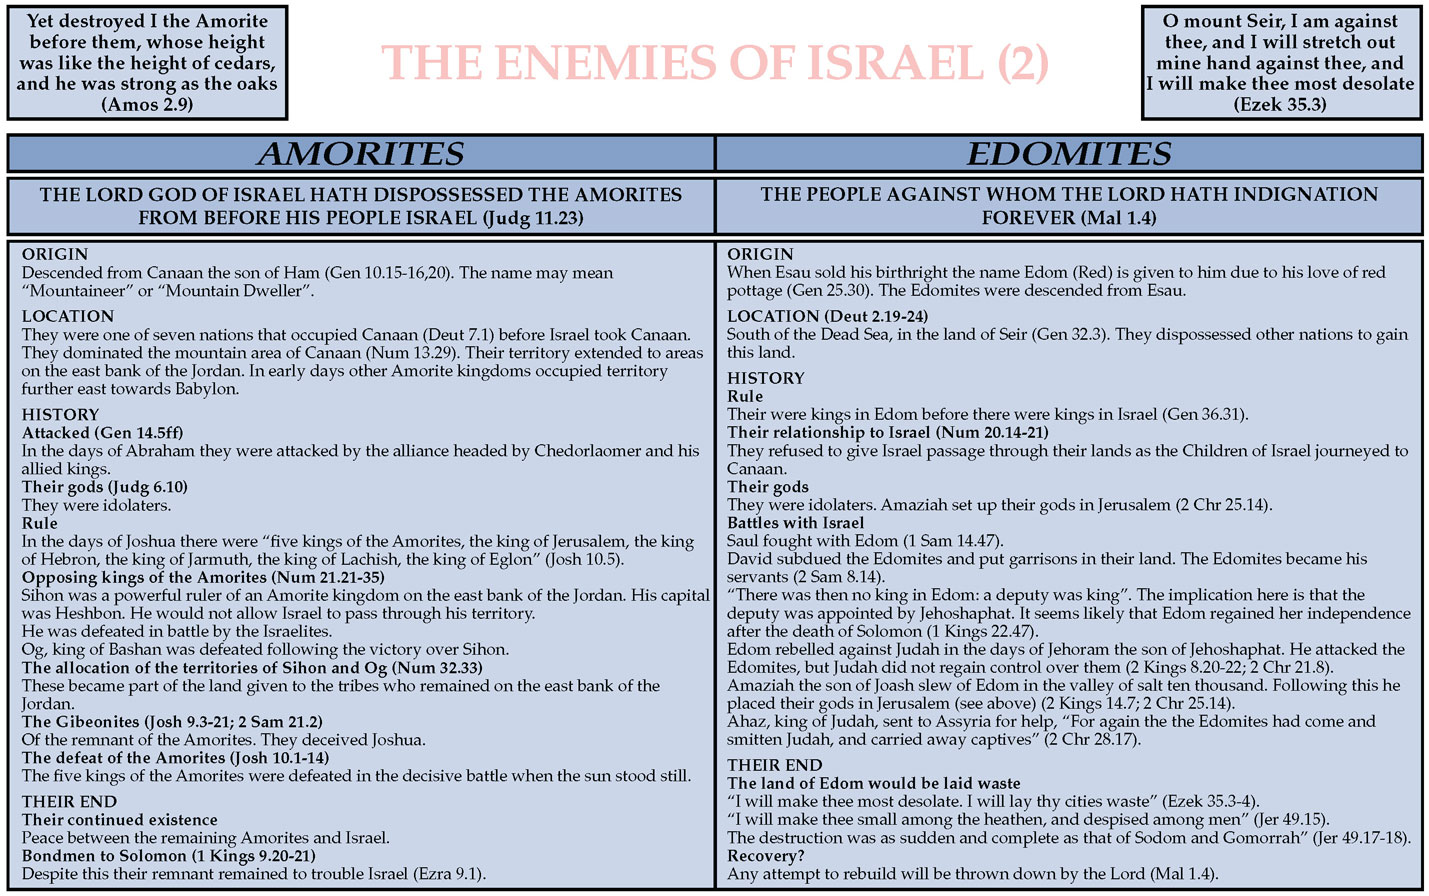 Yet destroyed I the Amorite
before them, whose height
was like the height of cedars,
and he was strong as the oaks
(Amos 2.9)
THE ENEMIES OF ISRAEL (2)
O mount Seir, I am against
thee, and I will stretch out
mine hand against thee, and
I will make thee most desolate
(Ezek 35.3)
AMORITES
THE LORD GOD OF ISRAEL HATH DISPOSSESSED THE AMORITES
FROM BEFORE HIS PEOPLE ISRAEL (Judg 11.23)
ORIGIN
Descended from Canaan the son of Ham (Gen 10.15-16,20). The name may mean
“Mountaineer” or “Mountain Dweller”.
LOCATION
They were one of seven nations that occupied Canaan (Deut 7.1) before Israel took Canaan.
They dominated the mountain area of Canaan (Num 13.29). Their territory extended to areas
on the east bank of the Jordan. In early days other Amorite kingdoms occupied territory
further east towards Babylon.
HISTORY
Attacked (Gen 14.5ff)
In the days of Abraham they were attacked by the alliance headed by Chedorlaomer and his
allied kings.
Their gods (Judg 6.10)
They were idolaters.
Rule
In the days of Joshua there were “five kings of the Amorites, the king of Jerusalem, the king
of Hebron, the king of Jarmuth, the king of Lachish, the king of Eglon” (Josh 10.5).
Opposing kings of the Amorites (Num 21.21-35)
Sihon was a powerful ruler of an Amorite kingdom on the east bank of the Jordan. His capital
was Heshbon. He would not allow Israel to pass through his territory.
He was defeated in battle by the Israelites.
Og, king of Bashan was defeated following the victory over Sihon.
The allocation of the territories of Sihon and Og (Num 32.33)
These became part of the land given to the tribes who remained on the east bank of the
Jordan.
The Gibeonites (Josh 9.3-21; 2 Sam 21.2)
Of the remnant of the Amorites. They deceived Joshua.
The defeat of the Amorites (Josh 10.1-14)
The five kings of the Amorites were defeated in the decisive battle when the sun stood still.
THEIR END
Their continued existence
Peace between the remaining Amorites and Israel.
Bondmen to Solomon (1 Kings 9.20-21)
Despite this their remnant remained to trouble Israel (Ezra 9.1).
EDOMITES
THE PEOPLE AGAINST WHOM THE LORD HATH INDIGNATION
FOREVER (Mal 1.4)
ORIGIN
When Esau sold his birthright the name Edom (Red) is given to him due to his love of red
pottage (Gen 25.30). The Edomites were descended from Esau.
LOCATION (Deut 2.19-24)
South of the Dead Sea, in the land of Seir (Gen 32.3). They dispossessed other nations to gain
this land.
HISTORY
Rule
Their were kings in Edom before there were kings in Israel (Gen 36.31).
Their relationship to Israel (Num 20.14-21)
They refused to give Israel passage through their lands as the Children of Israel journeyed to
Canaan.
Their gods
They were idolaters. Amaziah set up their gods in Jerusalem (2 Chr 25.14).
Battles with Israel
Saul fought with Edom (1 Sam 14.47).
David subdued the Edomites and put garrisons in their land. The Edomites became his
servants (2 Sam 8.14).
“There was then no king in Edom: a deputy was king”. The implication here is that the
deputy was appointed by Jehoshaphat. It seems likely that Edom regained her independence
after the death of Solomon (1 Kings 22.47).
Edom rebelled against Judah in the days of Jehoram the son of Jehoshaphat. He attacked the
Edomites, but Judah did not regain control over them (2 Kings 8.20-22; 2 Chr 21.8).
Amaziah the son of Joash slew of Edom in the valley of salt ten thousand. Following this he
placed their gods in Jerusalem (see above) (2 Kings 14.7; 2 Chr 25.14).
Ahaz, king of Judah, sent to Assyria for help, “For again the the Edomites had come and
smitten Judah, and carried away captives” (2 Chr 28.17).
THEIR END
The land of Edom would be laid waste
“I will make thee most desolate. I will lay thy cities waste” (Ezek 35.3-4).
“I will make thee small among the heathen, and despised among men” (Jer 49.15).
The destruction was as sudden and complete as that of Sodom and Gomorrah” (Jer 49.17-18).
Recovery?
Any attempt to rebuild will be thrown down by the Lord (Mal 1.4).